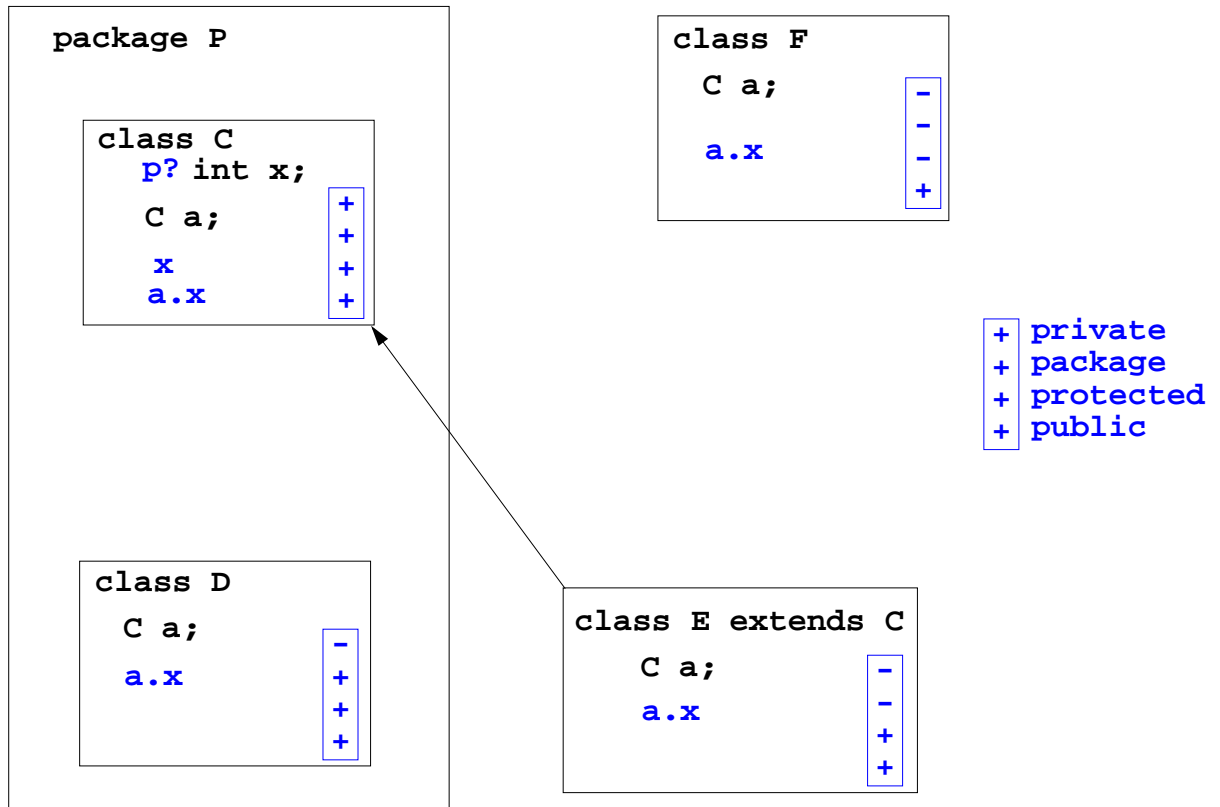 package P
class C
p? int x;
C a;
x
a.x
+
+
+
+
class D
C a;
a.x
-
+
+
+
class F
C a;
a.x
-
-
-
+
+ private
+ package
+ protected
+ public
class E extends C
C a;
a.x
-
-
+
+